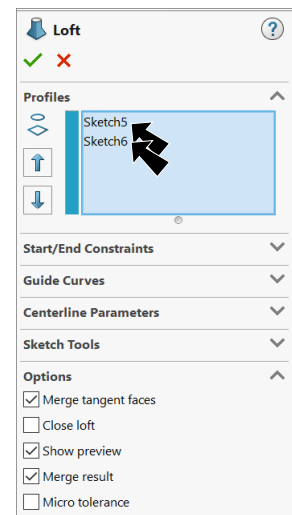 Loft
?
Profiles
Sketch5
Sketch6
Start/End Constraints
Guide Curves
Centerline Parameters
Sketch Tools
Options
Merge tangent faces
Close loft
Show preview
Merge result
Micro tolerance